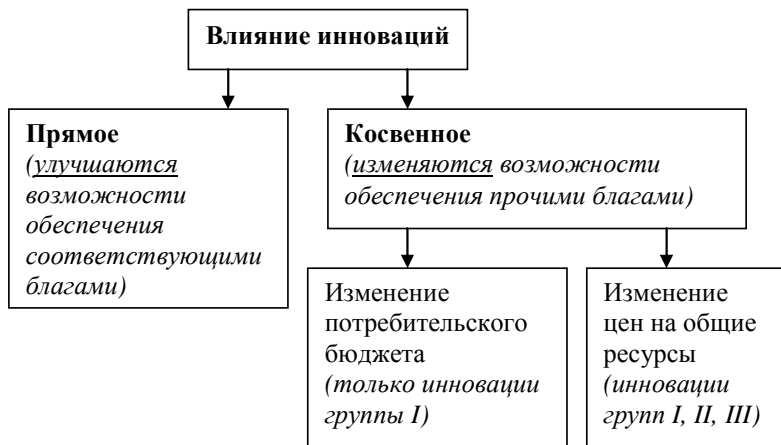 Влияние инноваций
Прямое
(улучшаются
возможности
обеспечения
соответствующими
благами)
Косвенное
(изменяются возможности
обеспечения прочими благами)
Изменение
потребительского
бюджета
(только инновации
группы I)
Изменение
цен на общие
ресурсы
(инновации
групп I, II, III)